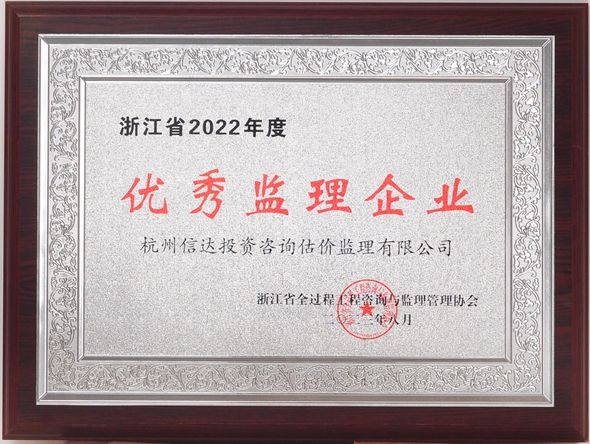 浙江省2022年度
优秀监理企业
杭州信达投资咨询估价监理有限公司
浙江省全过程工程咨询与监理管理协会
二〇二三年八月